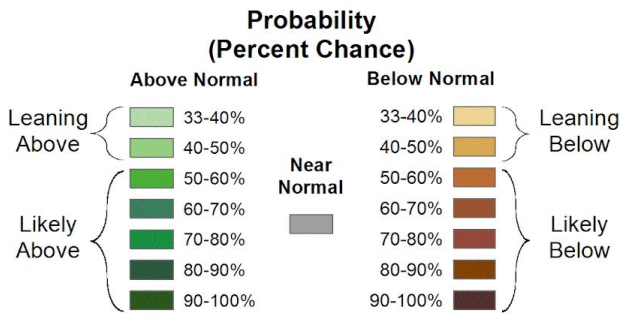 Probability
(Percent Chance)
Above Normal
Below Normal
Leaning
Above
33-40%
40-50%
Likely
Above
50-60%
60-70%
70-80%
80-90%
90-100%
Near
Normal
33-40%
40-50%
Leaning
Below
50-60%
60-70%
70-80%
80-90%
90-100%
Likely
Below